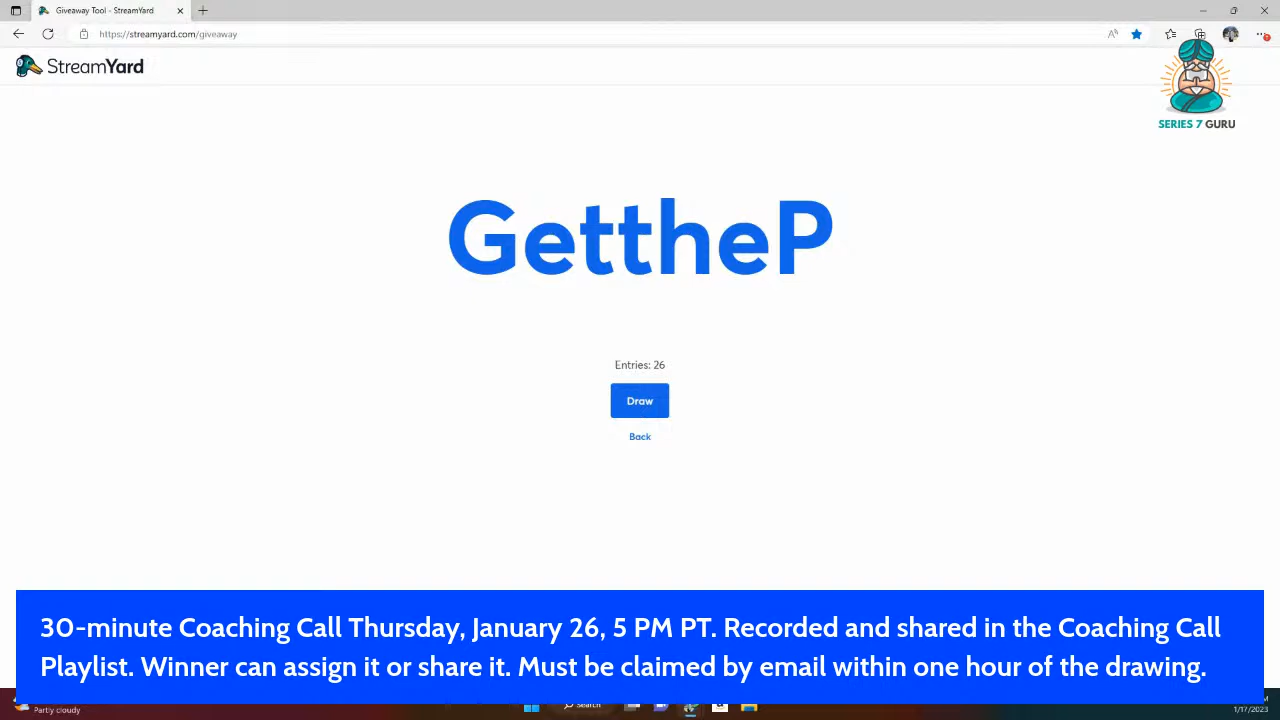 Giveaway Tool - StreamYard
https://streamyard.com/giveaway
StreamYard
SERIES 7 GURU
GettheP
Entries: 26
Draw
Back
30-minute Coaching Call Thursday, January 26, 5 PM PT. Recorded and shared in the Coaching Call
Playlist. Winner can assign it or share it. Must be claimed by email within one hour of the drawing.
Partly cloudy
Search
1/17/2023